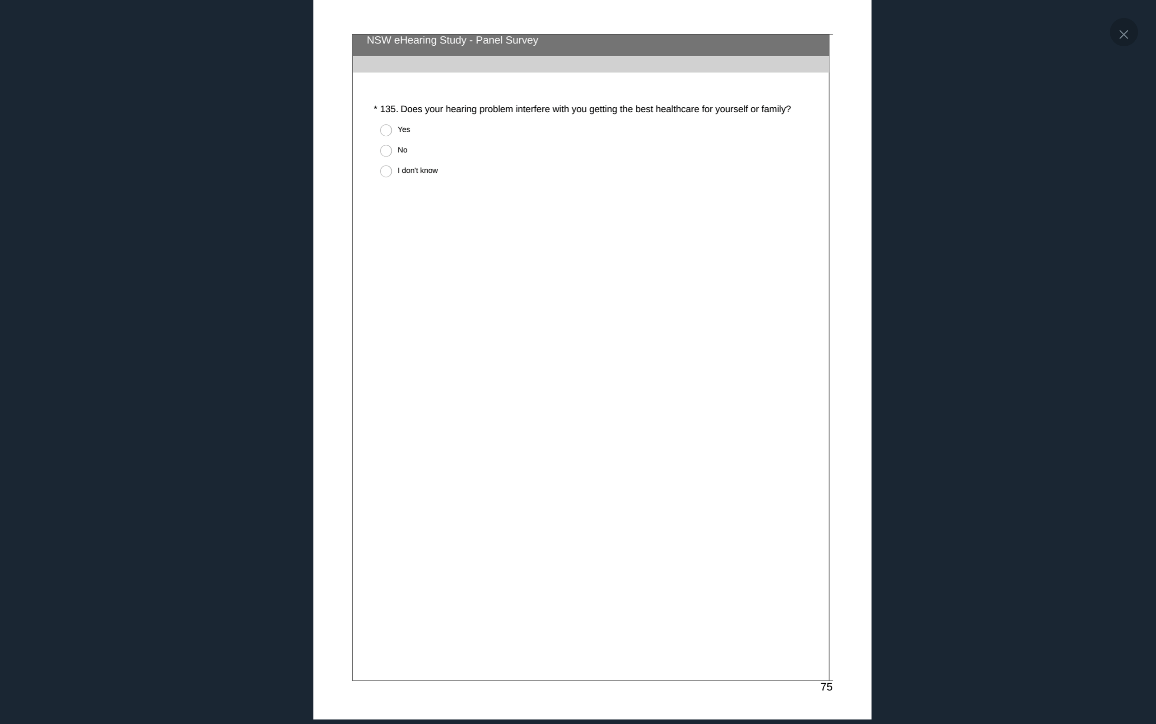 NSW eHearing Study - Panel Survey
* 135. Does your hearing problem interfere with you getting the best healthcare for yourself or family?
Yes
No
I don't know
75